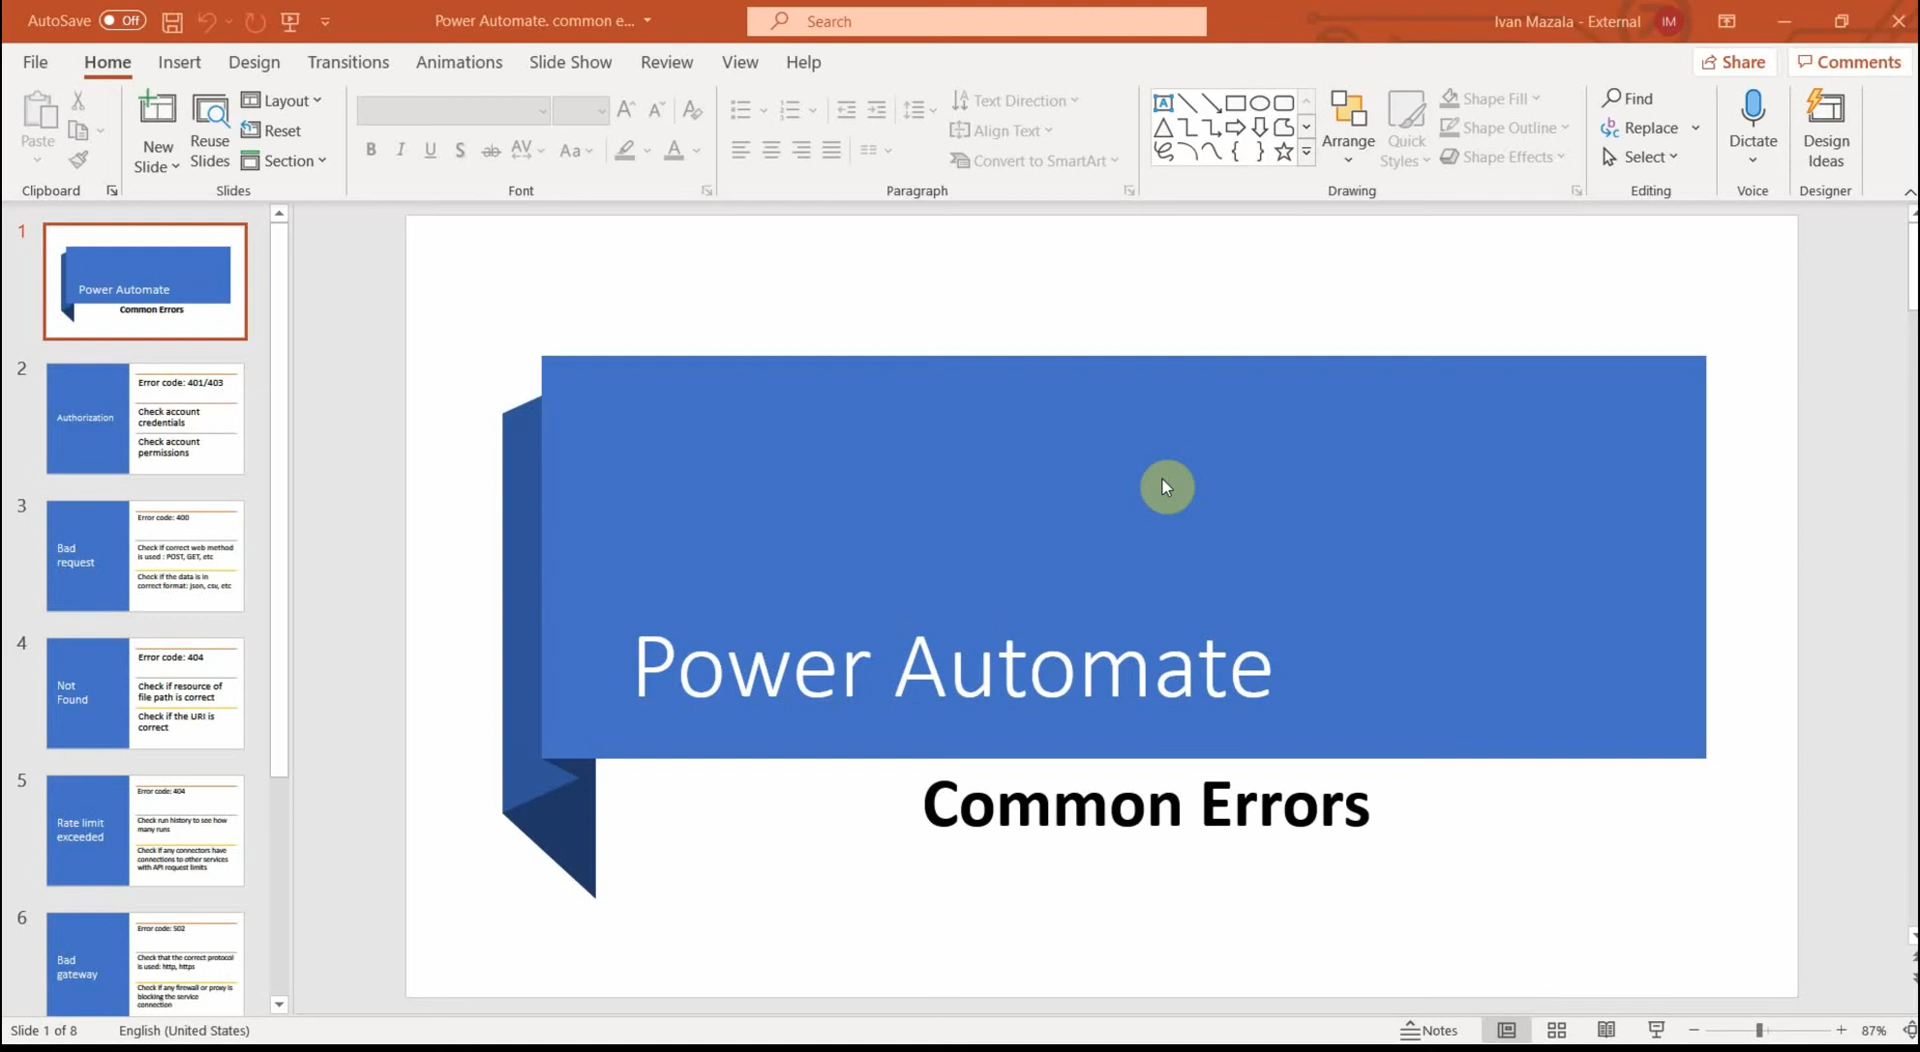 AutoSave Off
Power Automate. common e...
Search
Ivan Mazala - External IM
File Home Insert Design Transitions Animations Slide Show Review View Help
Share Comments
Paste
Clipboard
New
Slide
Reuse
Slides
Layout
Reset
Section
Slides
B I U S ab AV Aa A
Font
Text Direction
Align Text
Convert to SmartArt
Paragraph
Arrange
Quick
Styles
Shape Fill
Shape Outline
Shape Effects
Drawing
Find
Replace
Select
Editing
Dictate
Voice
Design
Ideas
Designer
1
Power Automate
Common Errors
2
Authorization
Error code: 401/403
Check account
credentials
Check account
permissions
3
Bad
request
Error code: 400
Check if correct web method
is used : POST, GET, etc
Check if the data is in
correct format: json, csv, etc
4
Not
Found
Error code: 404
Check if resource of
file path is correct
Check if the URI is
correct
5
Rate limit
exceeded
Error code: 404
Check run history to see how
many runs
Check if any connectors have
connections to other services
with API request limits
6
Bad
gateway
Error code: 502
Check that the correct protocol
is used: http, https
Check if any firewall or proxy is
blocking the service
connection
Power Automate
Common Errors
Slide 1 of 8
English (United States)
Notes
87%